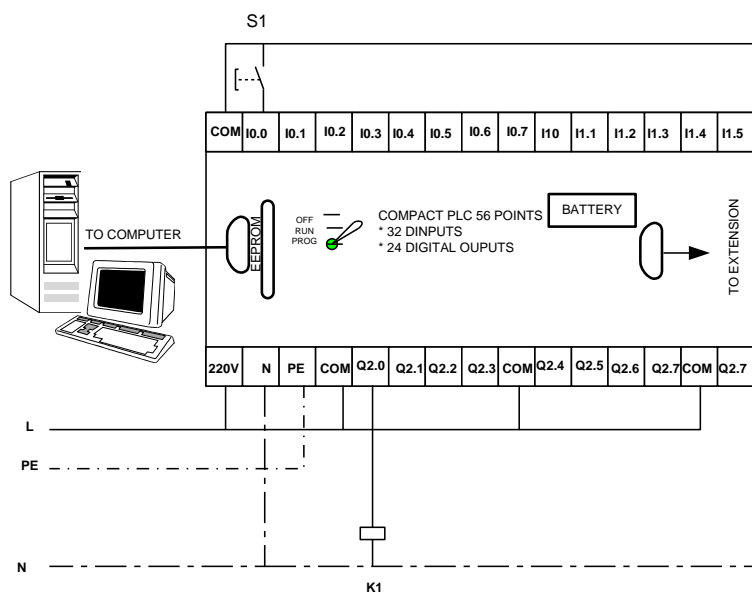 S1
COM I0.0 I0.1 I0.2 I0.3 I0.4 I0.5 I0.6 I0.7 I10 I1.1 I1.2 I1.3 I1.4 I1.5
TO COMPUTER
EEPROM
OFF
RUN
PROG
COMPACT PLC 56 POINTS
* 32 DINPUTS
* 24 DIGITAL OUPUTS
BATTERY
TO EXTENSION
220V N PE COM Q2.0 Q2.1 Q2.2 Q2.3 COM Q2.4 Q2.5 Q2.6 Q2.7 COM Q2.7
L
PE
N
K1